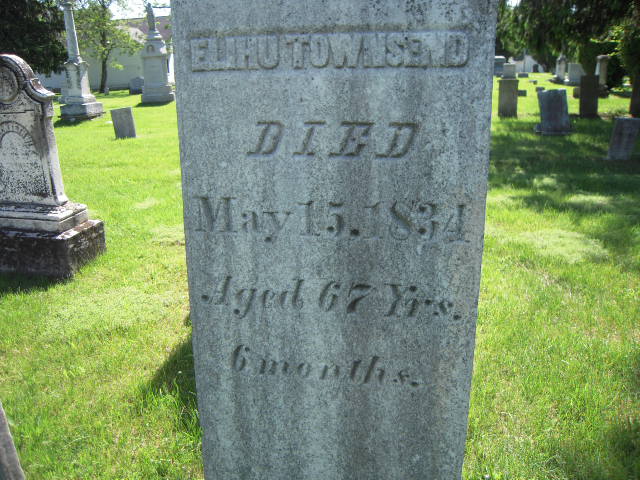 ELIHU TOWNSEND
DIED
May 15, 1834
Aged 67 Yrs.
6 months.